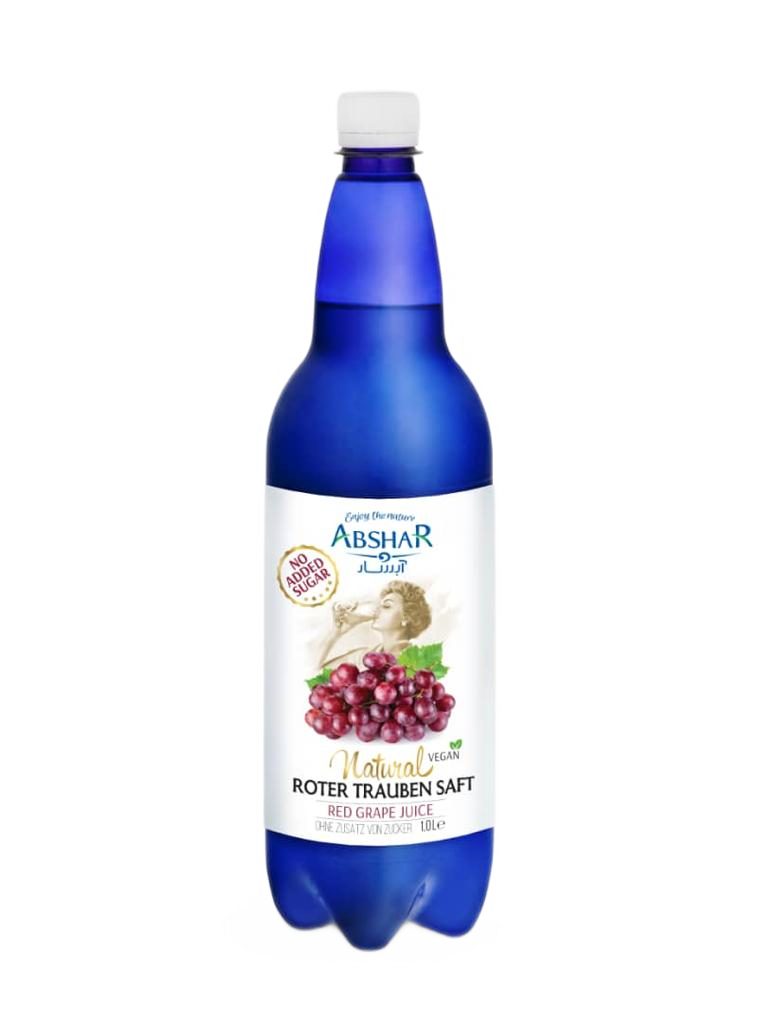 Enjoy the nature
ABSHAR
آبشار
NO
ADDED
SUGAR
Natural
VEGAN
ROTER TRAUBEN SAFT
RED GRAPE JUICE
OHNE ZUSATZ VON ZUCKER 1.0L℮